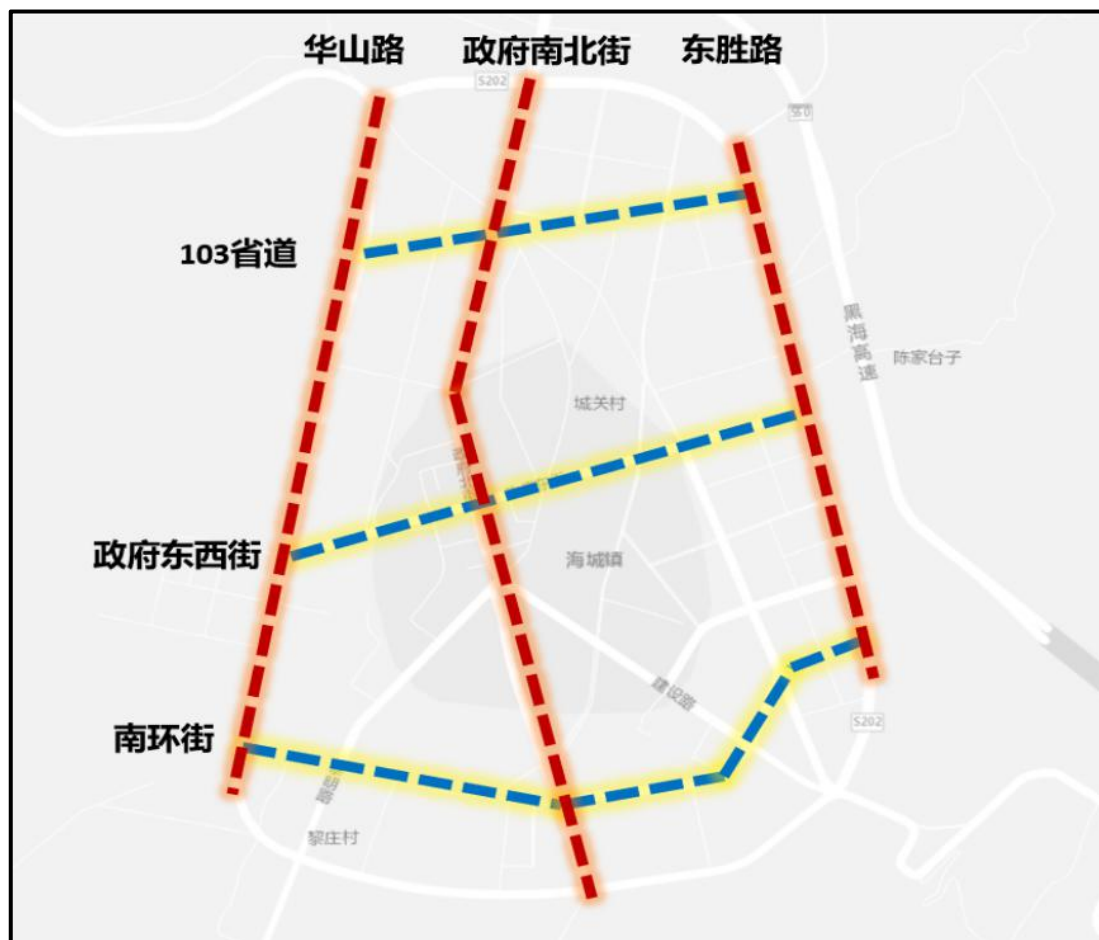 华山路
政府南北街
东胜路
S202
S50
103省道
黑海高速
陈家台子
城关村
政府东西街
海城镇
建设路
南环街
S202
黎庄村